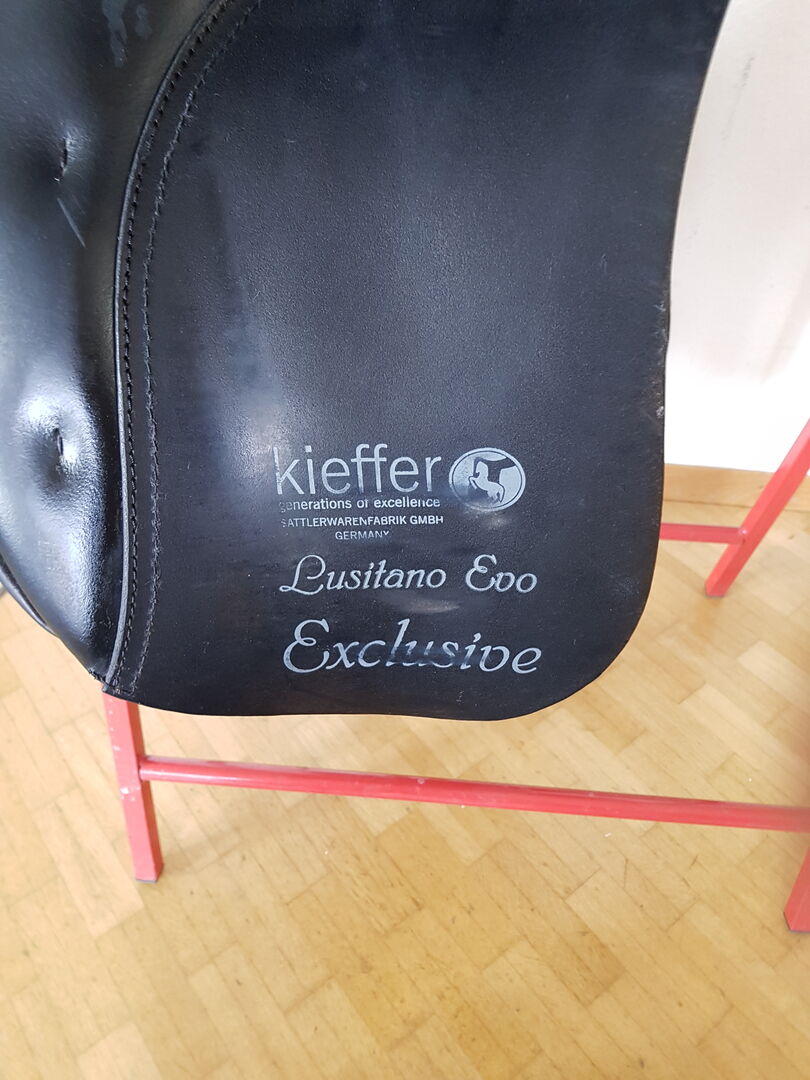 kieffer
generations of excellence
SATTLERWARENFABRIK GMBH
GERMANY
Lusitano Evo
Exclusive